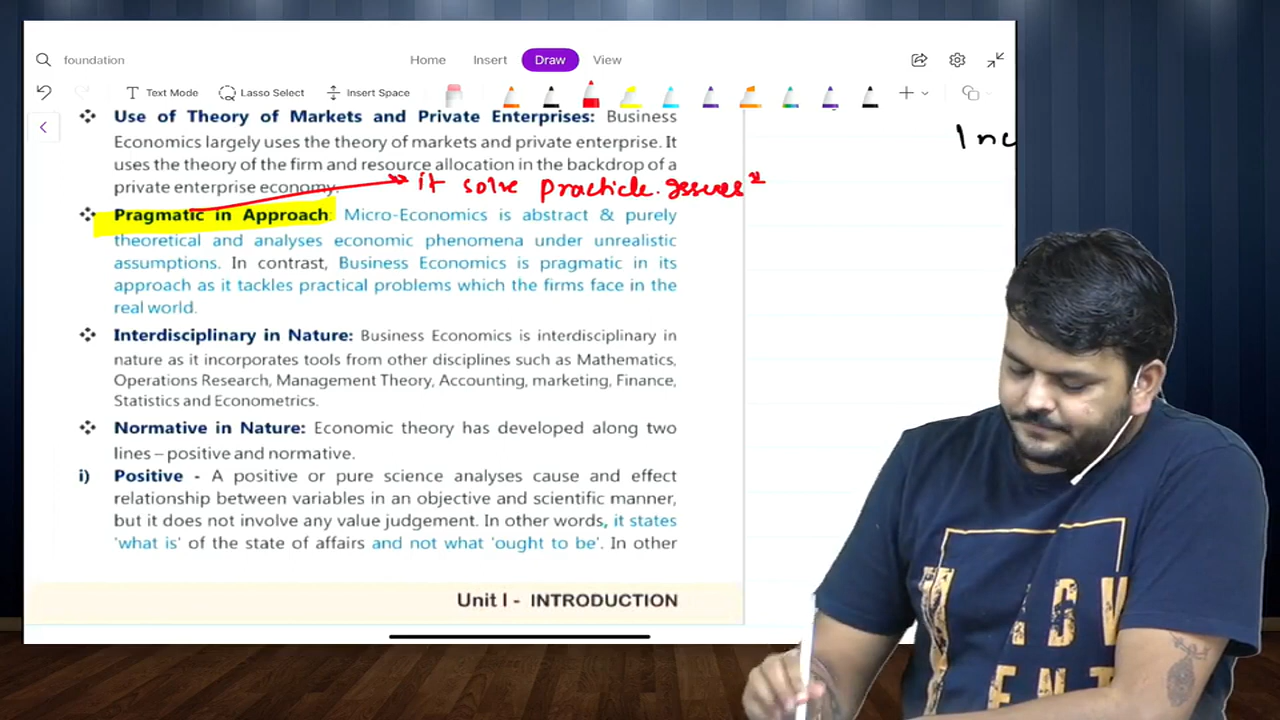 foundation
Home Insert Draw View
Text Mode Lasso Select Insert Space
❖ Use of Theory of Markets and Private Enterprises: Business
Economics largely uses the theory of markets and private enterprise. It
uses the theory of the firm and resource allocation in the backdrop of a
private enterprise economy.
it solve practicle. issues"
❖ Pragmatic in Approach: Micro-Economics is abstract & purely
theoretical and analyses economic phenomena under unrealistic
assumptions. In contrast, Business Economics is pragmatic in its
approach as it tackles practical problems which the firms face in the
real world.
❖ Interdisciplinary in Nature: Business Economics is interdisciplinary in
nature as it incorporates tools from other disciplines such as Mathematics,
Operations Research, Management Theory, Accounting, marketing, Finance,
Statistics and Econometrics.
❖ Normative in Nature: Economic theory has developed along two
lines – positive and normative.
i) Positive - A positive or pure science analyses cause and effect
relationship between variables in an objective and scientific manner,
but it does not involve any value judgement. In other words, it states
'what is' of the state of affairs and not what 'ought to be'. In other
Unit I - INTRODUCTION
Inc